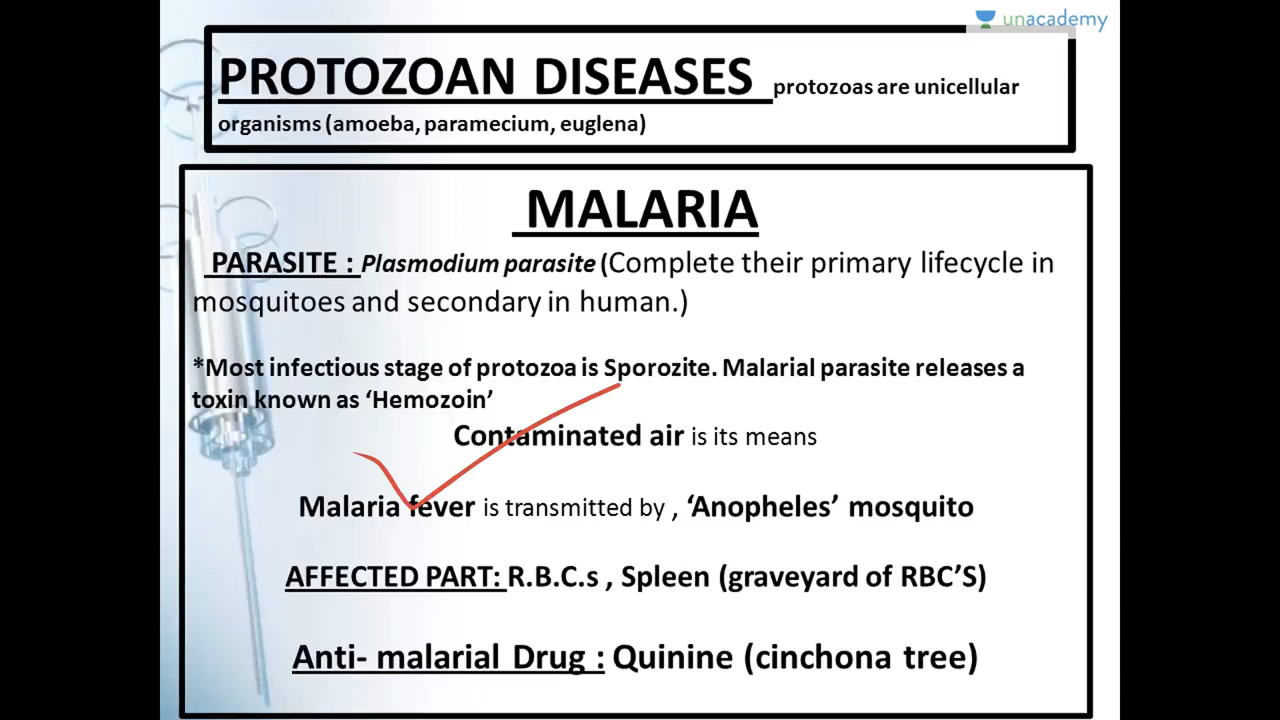 unacademy
PROTOZOAN DISEASES protozoas are unicellular
organisms (amoeba, paramecium, euglena)
MALARIA
PARASITE : Plasmodium parasite (Complete their primary lifecycle in
mosquitoes and secondary in human.)
*Most infectious stage of protozoa is Sporozite. Malarial parasite releases a
toxin known as ‘Hemozoin’
Contaminated air is its means
Malaria fever is transmitted by , ‘Anopheles’ mosquito
AFFECTED PART: R.B.C.s , Spleen (graveyard of RBC’S)
Anti- malarial Drug : Quinine (cinchona tree)